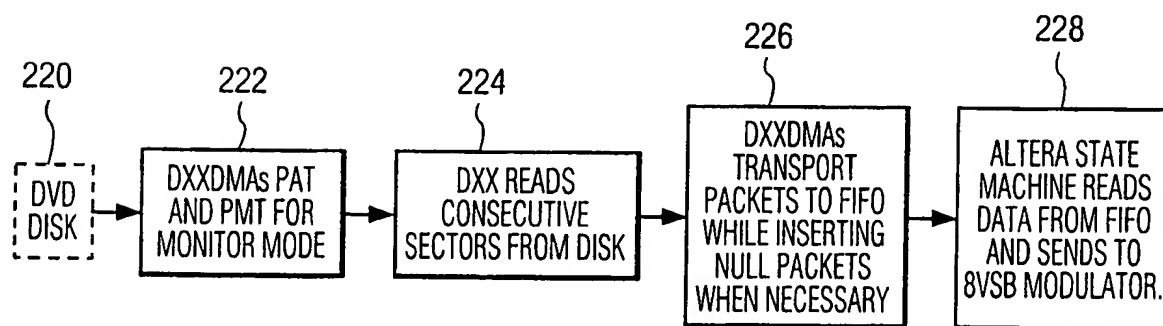 220
222
224
226
228
DVD
DISK
DXXDMAs PAT
AND PMT FOR
MONITOR MODE
DXX READS
CONSECUTIVE
SECTORS FROM DISK
DXXDMAs
TRANSPORT
PACKETS TO FIFO
WHILE INSERTING
NULL PACKETS
WHEN NECESSARY
ALTERA STATE
MACHINE READS
DATA FROM FIFO
AND SENDS TO
8VSB MODULATOR.